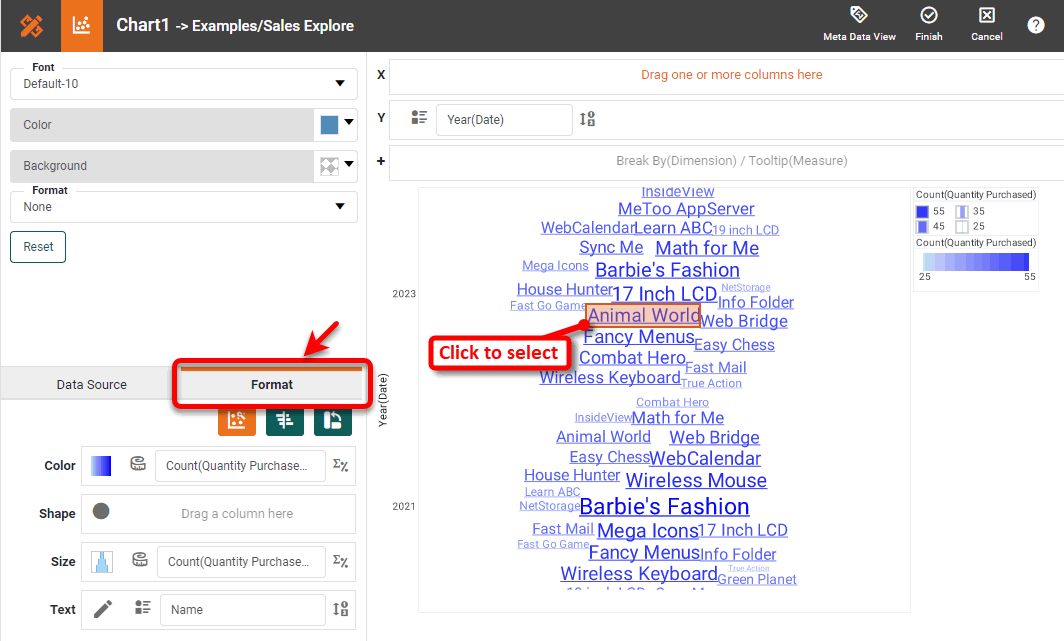 Chart1 -> Examples/Sales Explore
Meta Data View
Finish
Cancel
?
Font
Default-10
Color
Background
Format
None
Reset
Data Source
Format
Color
Count(Quantity Purchase...
Shape
Drag a column here
Size
Count(Quantity Purchase...
Text
Name
X
Drag one or more columns here
Y
Year(Date)
+
Break By(Dimension) / Tooltip(Measure)
Year(Date)
2023
InsideView
MeToo AppServer
WebCalendar Learn ABC 19 inch LCD
Sync Me Math for Me
Mega Icons Barbie's Fashion
House Hunter 17 Inch LCD NetStorage
Fast Go Game Info Folder
Animal World Web Bridge
Click to select
Fancy Menus Easy Chess
Combat Hero Fast Mail
Wireless Keyboard True Action
2021
Combat Hero
InsideView Math for Me
Animal World Web Bridge
Easy Chess WebCalendar
House Hunter Wireless Mouse
Learn ABC
NetStorage Barbie's Fashion
Fast Mail Mega Icons 17 Inch LCD
Fast Go Game Fancy Menus Info Folder
True Action
Wireless Keyboard Green Planet
Count(Quantity Purchased)
55 35
45 25
Count(Quantity Purchased)
25 55